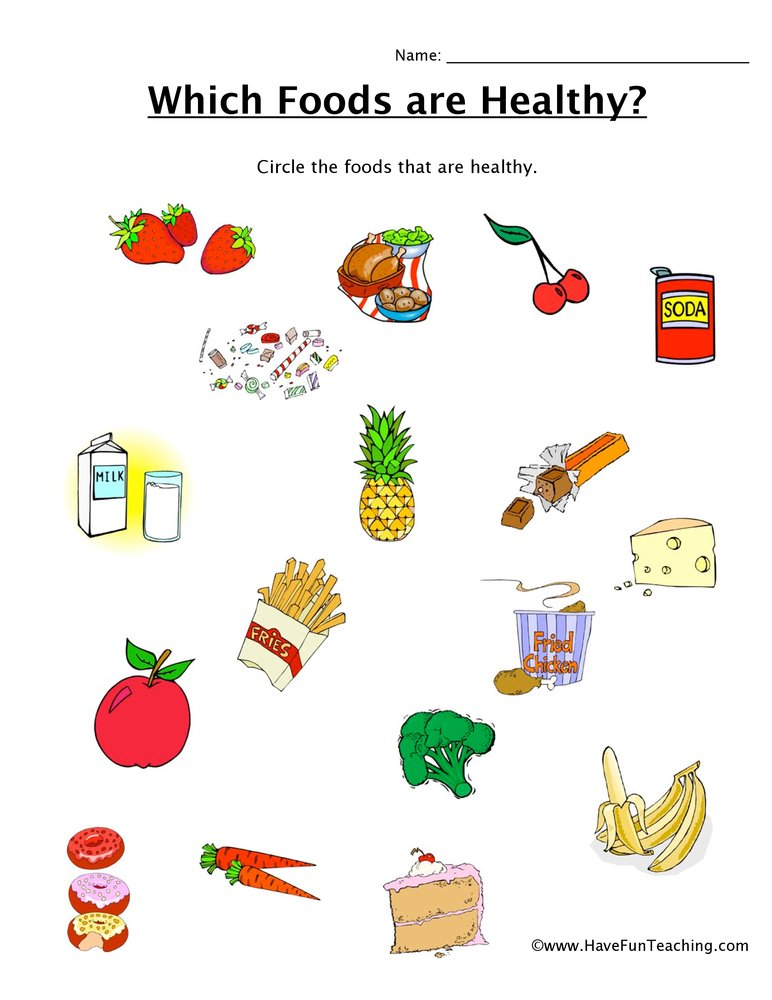 Name: ______________________________
Which Foods are Healthy?
Circle the foods that are healthy.
SODA
MILK
FRIES
Fried
Chicken
©www.HaveFunTeaching.com